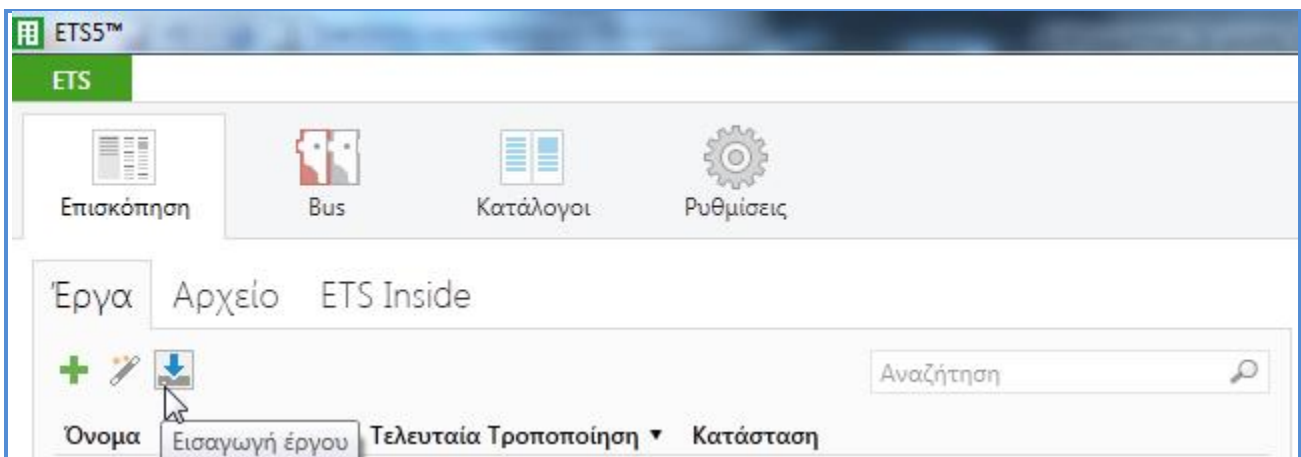 ETS5™
ETS
Επισκόπηση Bus Κατάλογοι Ρυθμίσεις
Έργα Αρχείο ETS Inside
Αναζήτηση
Όνομα Εισαγωγή έργου Τελευταία Τροποποίηση ▼ Κατάσταση